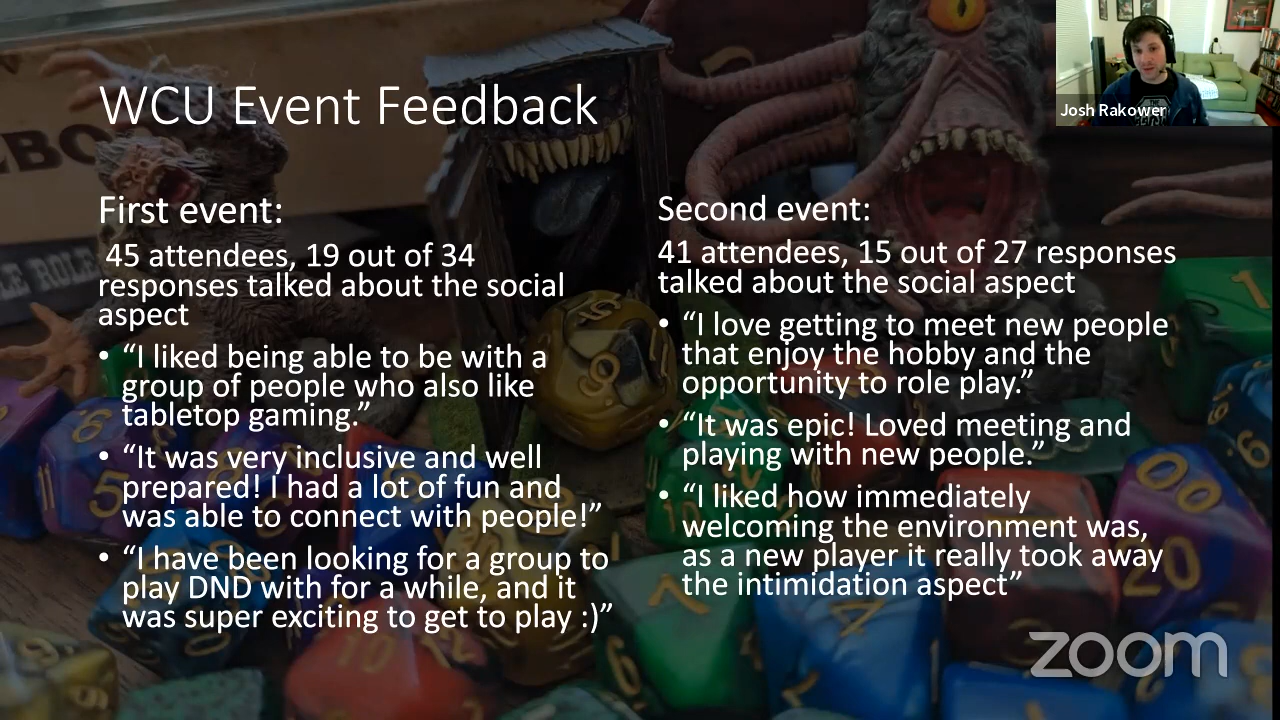 WCU Event Feedback
Josh Rakower
First event:
45 attendees, 19 out of 34
responses talked about the social
aspect
• “I liked being able to be with a
group of people who also like
tabletop gaming.”
• “It was very inclusive and well
prepared! I had a lot of fun and
was able to connect with people!”
• “I have been looking for a group to
play DND with for a while, and it
was super exciting to get to play :)”
Second event:
41 attendees, 15 out of 27 responses
talked about the social aspect
• “I love getting to meet new people
that enjoy the hobby and the
opportunity to role play.”
• “It was epic! Loved meeting and
playing with new people.”
• “I liked how immediately
welcoming the environment was,
as a new player it really took away
the intimidation aspect”
zoom